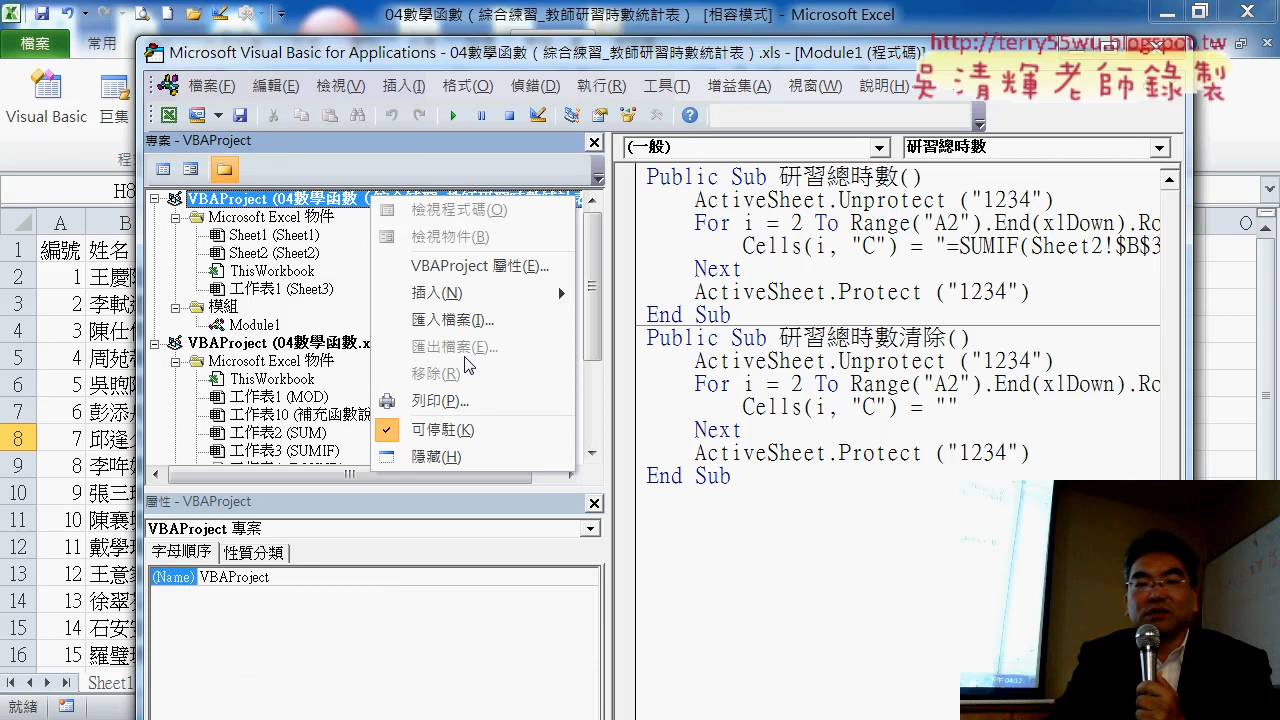 04數學函數（綜合練習_教師研習時數統計表） [相容模式] - Microsoft Excel
檔案
常用
Microsoft Visual Basic for Applications - 04數學函數（綜合練習_教師研習時數統計表）.xls - [Module1 (程式碼)]
http://terry55wu.blogspot.tw
吳清輝老師錄製
檔案(F) 編輯(E) 檢視(V) 插入(I) 執行(R) 工具(T) 增益集(A) 視窗(W) 說明(H)
Visual Basic
巨集
專案 - VBAProject
(一般)
研習總時數
H8
VBAProject (04數學函數
Microsoft Excel 物件
Sheet1 (Sheet1)
Sheet2 (Sheet2)
ThisWorkbook
工作表1 (Sheet3)
模組
Module1
VBAProject (04數學函數.x
Microsoft Excel 物件
ThisWorkbook
工作表1 (MOD)
工作表10 (補充函數說
工作表2 (SUM)
工作表3 (SUMIF)
檢視程式碼(O)
檢視物件(B)
VBAProject 屬性(E)...
插入(N)
匯入檔案(I)...
匯出檔案(E)...
移除(R)
列印(P)...
可停駐(K)
隱藏(H)
Public Sub 研習總時數()
ActiveSheet.Unprotect ("1234")
For i = 2 To Range("A2").End(xlDown).Ro
Cells(i, "C") = "=SUMIF(Sheet2!$B$3
Next
ActiveSheet.Protect ("1234")
End Sub
Public Sub 研習總時數清除()
ActiveSheet.Unprotect ("1234")
For i = 2 To Range("A2").End(xlDown).Ro
Cells(i, "C") = ""
Next
ActiveSheet.Protect ("1234")
End Sub
屬性 - VBAProject
VBAProject 專案
字母順序 性質分類
(Name) VBAProject
A B
O
1 編號 姓名
2 1 王慶
3 2 李
4 3 陳仕
5 4 周
6 5 吳
7 6 彭添
8 7 邱
9 8 李
10 9 張三
11 10 陳襄
12 11 戴學
13 12 王意
14 13 徐翠
15 14 石安
16 15 羅璧
Sheet1
就緒